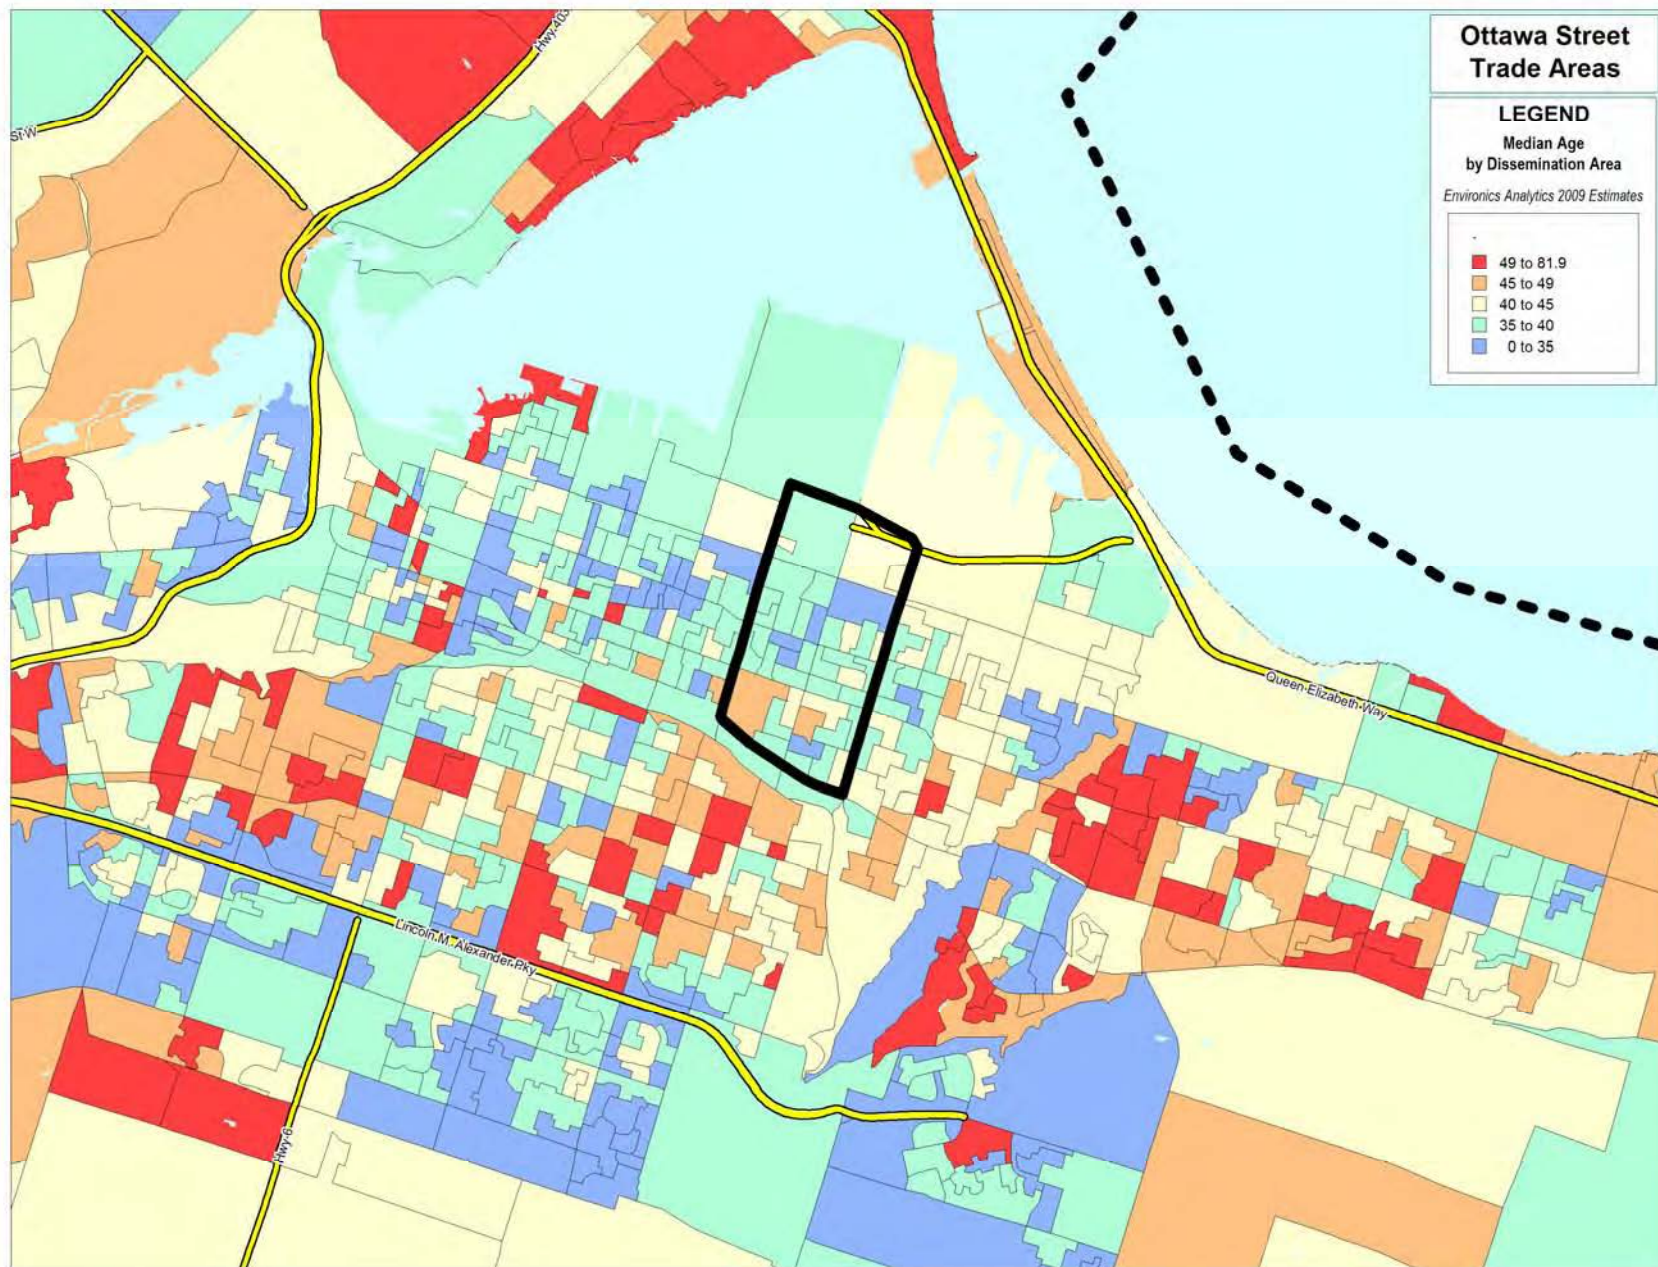 Ottawa Street
Trade Areas
LEGEND
Median Age
by Dissemination Area
Environics Analytics 2009 Estimates
49 to 81.9
45 to 49
40 to 45
35 to 40
0 to 35
Hwy 403
St W
Queen Elizabeth Way
Lincoln M. Alexander Pky
Hwy 6